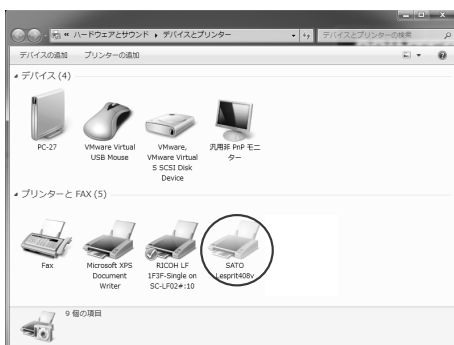 « ハードウェアとサウンド ▸ デバイスとプリンター
デバイスとプリンターの検索
デバイスの追加 プリンターの追加
デバイス (4)
PC-27
VMware Virtual
USB Mouse
VMware,
VMware Virtual
S SCSI Disk
Device
汎用非 PnP モニ
ター
プリンターと FAX (5)
Fax
Microsoft XPS
Document
Writer
RICOH LF
1F3F-Single on
SC-LF02#:10
SATO
Lesprit408v
9 個の項目